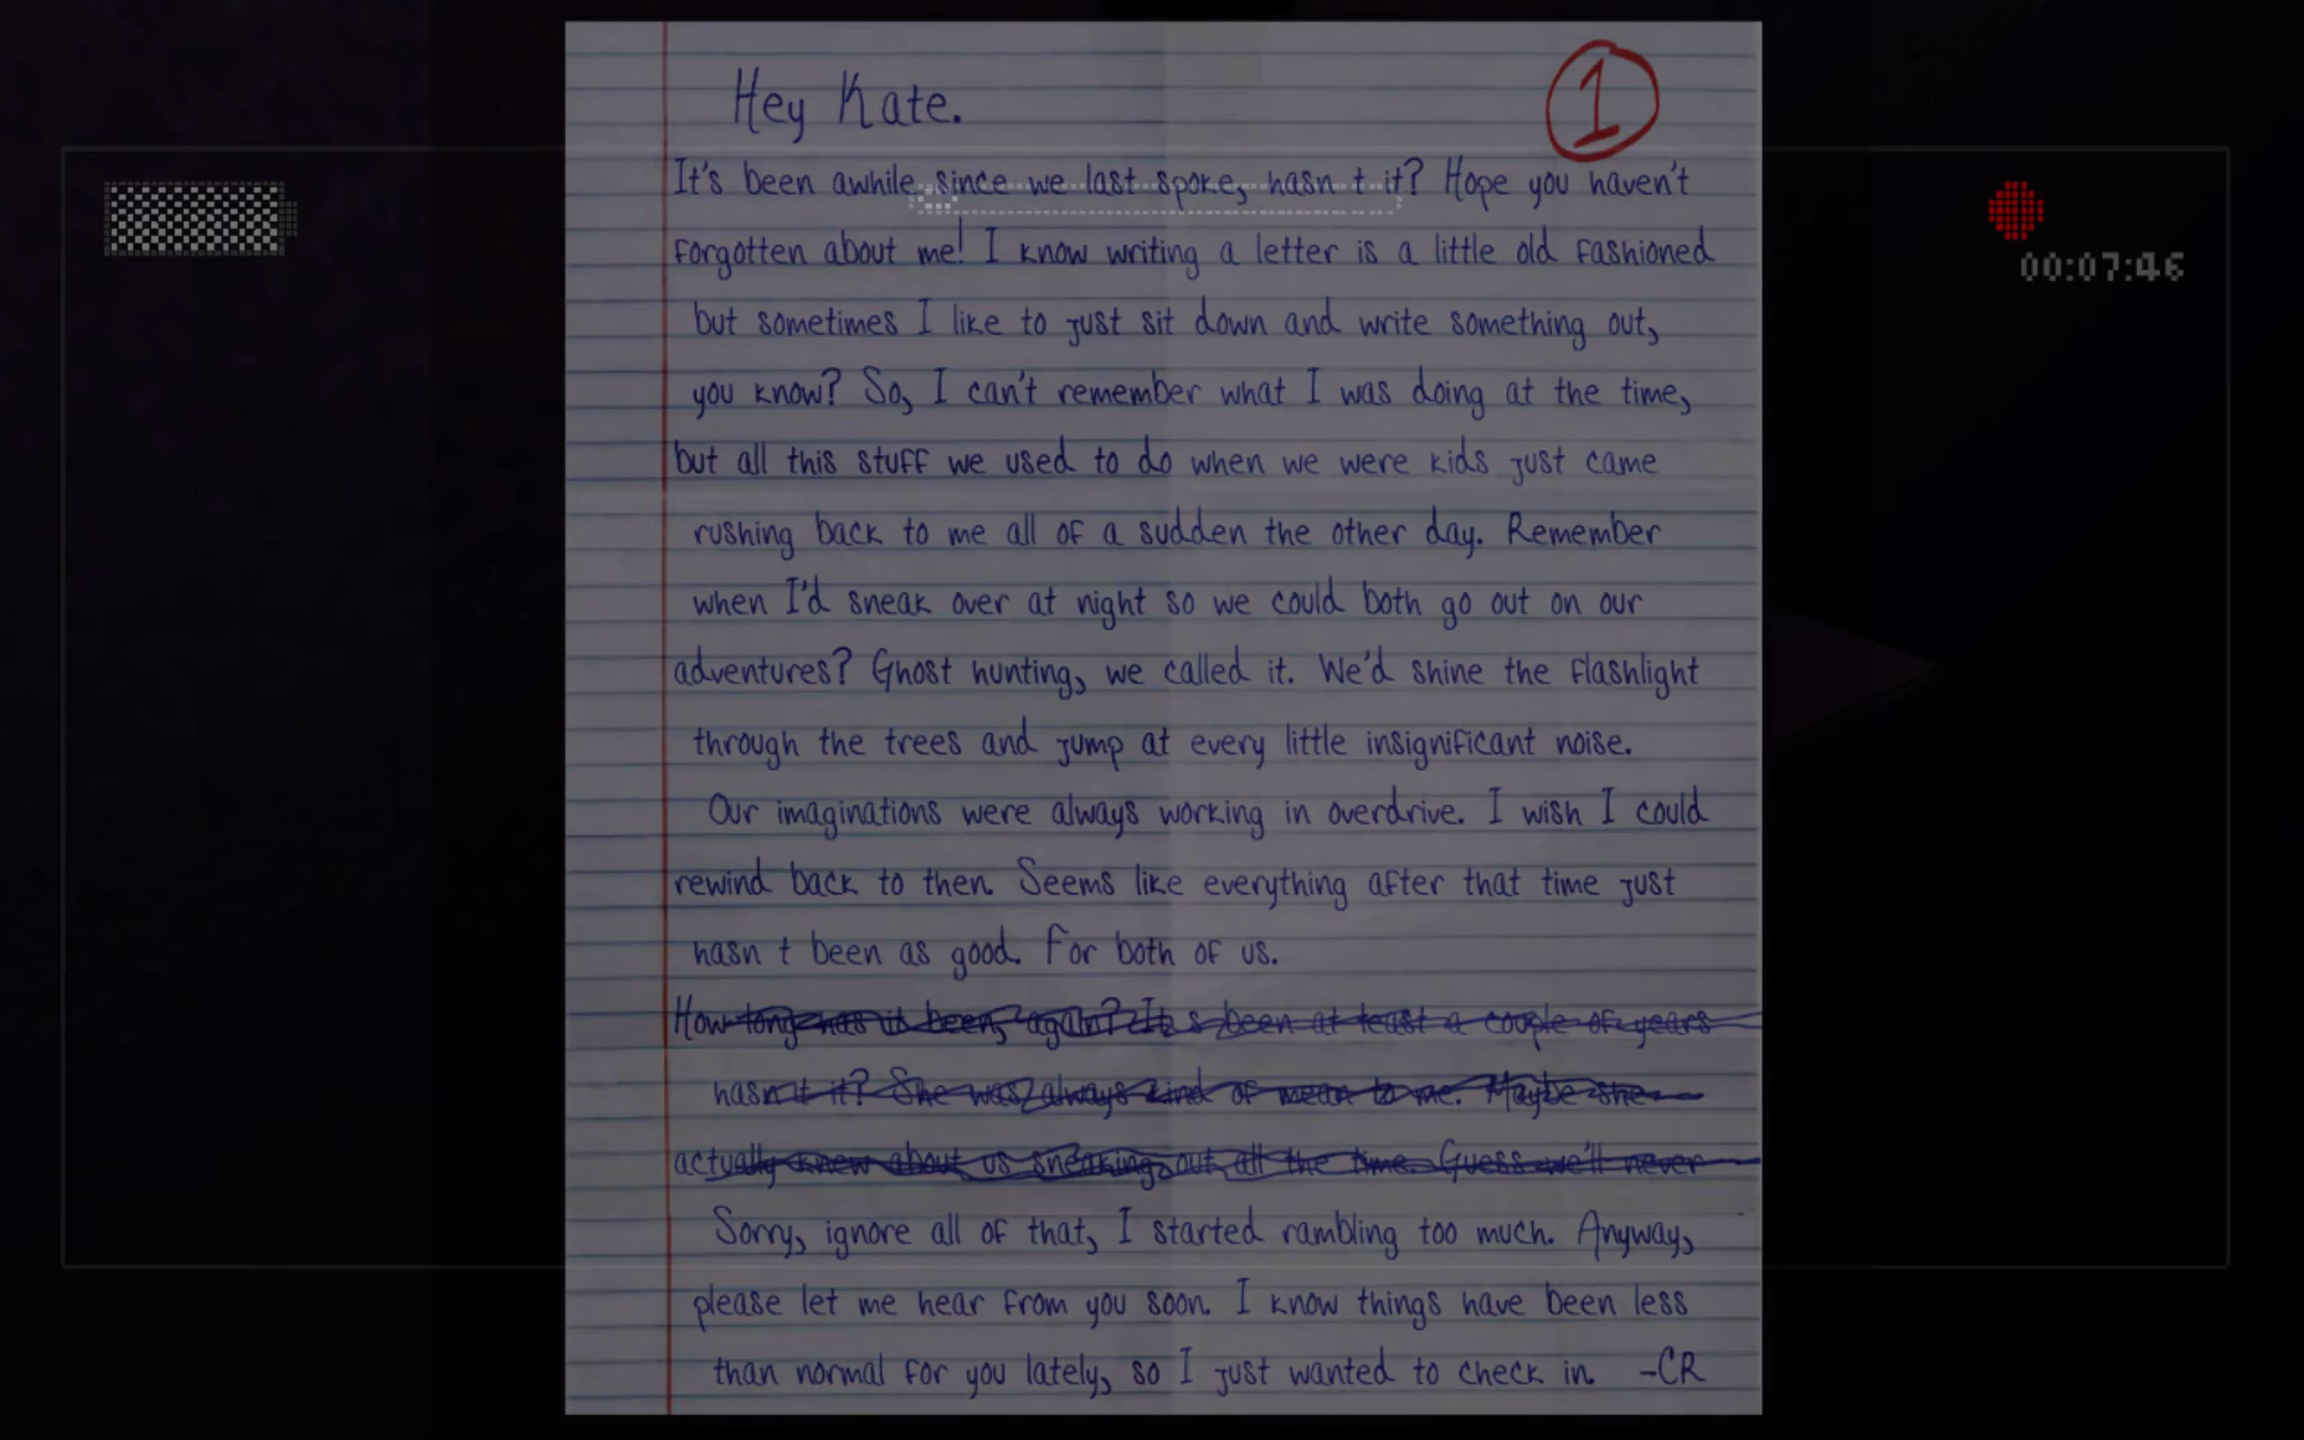 Hey Kate.
1
It's been awhile since we last spoke, hasn t it? Hope you haven't
forgotten about me! I know writing a letter is a little old fashioned
00:07:46
but sometimes I like to just sit down and write something out,
you know? So, I can't remember what I was doing at the time,
but all this stuff we used to do when we were kids just came
rushing back to me all of a sudden the other day. Remember
when I'd sneak over at night so we could both go out on our
adventures? Ghost hunting, we called it. We'd shine the flashlight
through the trees and jump at every little insignificant noise.
Our imaginations were always working in overdrive. I wish I could
rewind back to then. Seems like everything after that time just
hasn t been as good. For both of us.
How long has it been, again? It s been at least a couple of years
hasn t it? She was always kind of mean to me. Maybe she
actually knew about us sneaking out all the time. Guess we'll never
Sorry, ignore all of that, I started rambling too much. Anyway,
please let me hear from you soon. I know things have been less
than normal for you lately, so I just wanted to check in. -CR